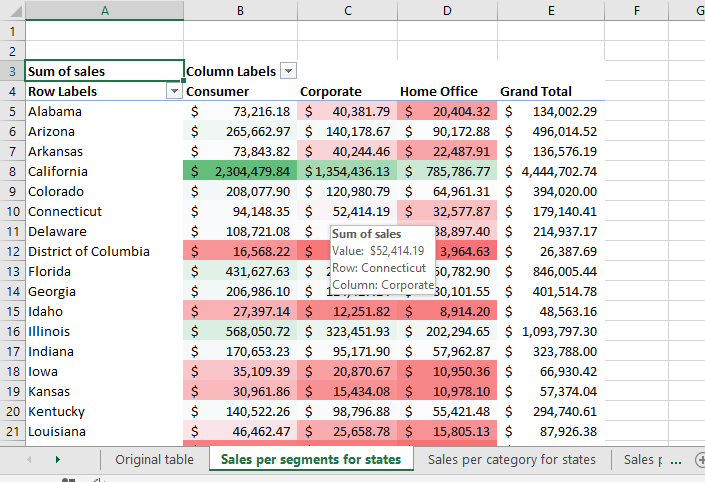 A B C D E F G
1
2
3 Sum of sales Column Labels
4 Row Labels Consumer Corporate Home Office Grand Total
5 Alabama $ 73,216.18 $ 40,381.79 $ 20,404.32 $ 134,002.29
6 Arizona $ 265,662.97 $ 140,178.67 $ 90,172.88 $ 496,014.52
7 Arkansas $ 73,843.82 $ 40,244.46 $ 22,487.91 $ 136,576.19
8 California $ 2,304,479.84 $ 1,354,436.13 $ 785,786.77 $ 4,444,702.74
9 Colorado $ 208,077.90 $ 120,980.79 $ 64,961.31 $ 394,020.00
10 Connecticut $ 94,148.35 $ 52,414.19 $ 32,577.87 $ 179,140.41
11 Delaware $ 108,721.08 $ $ 214,937.17
12 District of Columbia $ 16,568.22 $ 3,964.63 $ 26,387.69
13 Florida $ 431,627.63 $ $ 846,005.44
14 Georgia $ 206,986.10 $ $ 401,514.78
Sum of sales
Value: $52,414.19
Row: Connecticut
Column: Corporate
15 Idaho $ 27,397.14 $ 12,251.82 $ 8,914.20 $ 48,563.16
16 Illinois $ 568,050.72 $ 323,451.93 $ 202,294.65 $ 1,093,797.30
17 Indiana $ 170,653.23 $ 95,171.90 $ 57,962.87 $ 323,788.00
18 Iowa $ 35,109.39 $ 20,870.67 $ 10,950.36 $ 66,930.42
19 Kansas $ 30,961.86 $ 15,434.08 $ 10,978.10 $ 57,374.04
20 Kentucky $ 140,522.26 $ 98,796.88 $ 55,421.48 $ 294,740.61
21 Louisiana $ 46,462.47 $ 25,658.78 $ 15,805.13 $ 87,926.38
Original table Sales per segments for states Sales per category for states Sales ...